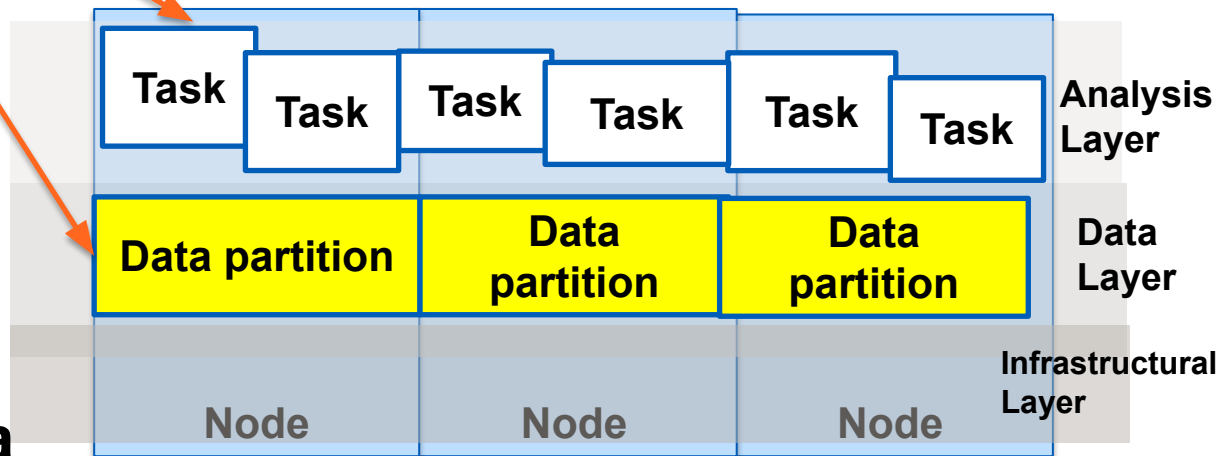 Task
Task
Task
Task
Task
Task
Analysis
Layer
Data partition
Data
partition
Data
partition
Data
Layer
Infrastructural
Layer
Node
Node
Node
a